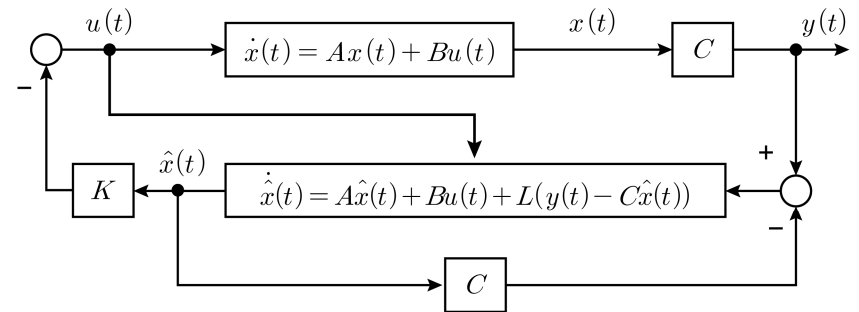 u(t) x(t) y(t)
ẋ(t) = Ax(t) + Bu(t) C
− +
x̂(t)
K x̂̇(t) = Ax̂(t) + Bu(t) + L(y(t) − Cx̂(t))
−
C